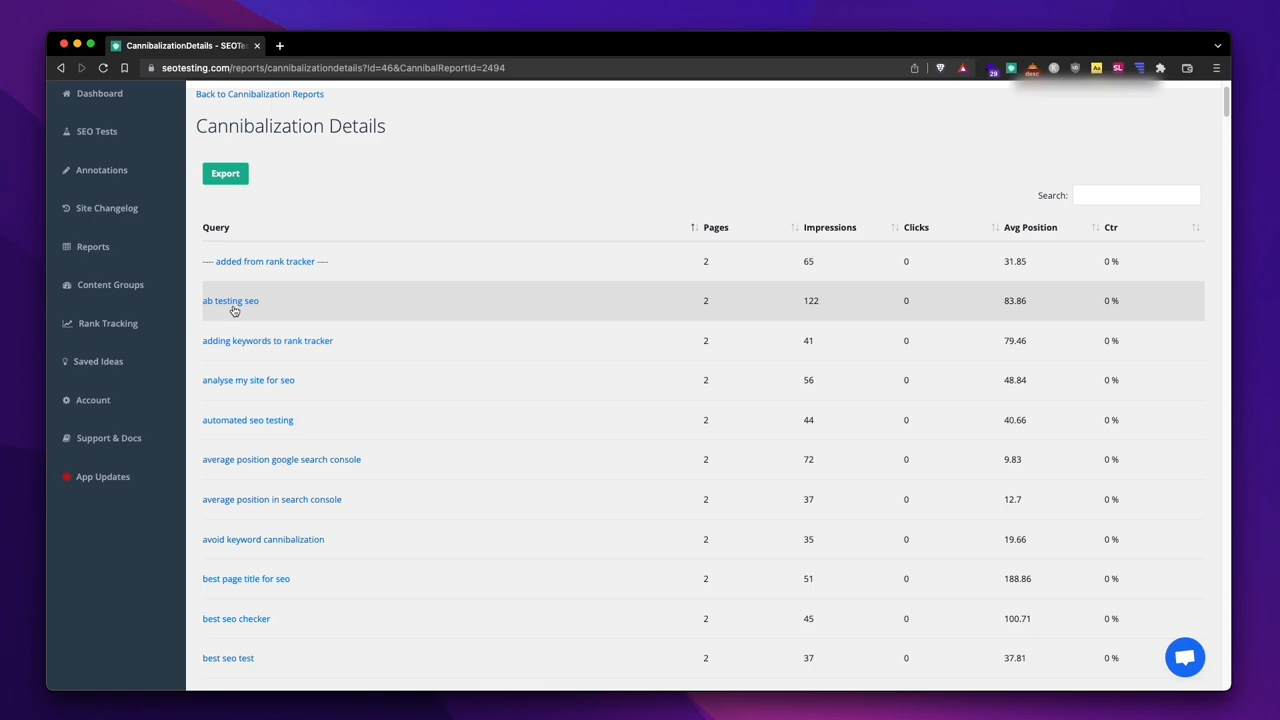 CannibalizationDetails - SEOTe
seotesting.com/reports/cannibalizationdetails?Id=46&CannibalReportId=2494
29
desc
K
Aa
SL
Dashboard
SEO Tests
Annotations
Site Changelog
Reports
Content Groups
Rank Tracking
Saved Ideas
Account
Support & Docs
App Updates
Back to Cannibalization Reports
Cannibalization Details
Export
Search:
Query Pages Impressions Clicks Avg Position Ctr
---- added from rank tracker ---- 2 65 0 31.85 0 %
ab testing seo 2 122 0 83.86 0 %
adding keywords to rank tracker 2 41 0 79.46 0 %
analyse my site for seo 2 56 0 48.84 0 %
automated seo testing 2 44 0 40.66 0 %
average position google search console 2 72 0 9.83 0 %
average position in search console 2 37 0 12.7 0 %
avoid keyword cannibalization 2 35 0 19.66 0 %
best page title for seo 2 51 0 188.86 0 %
best seo checker 2 45 0 100.71 0 %
best seo test 2 37 0 37.81 0 %